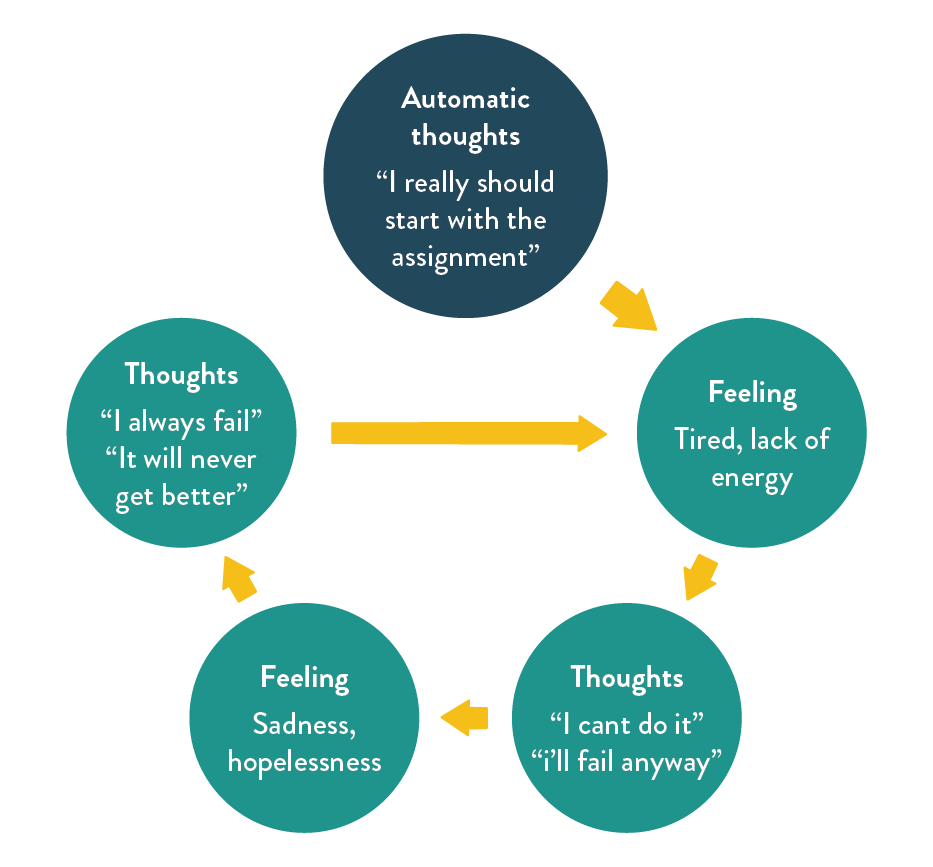 Automatic
thoughts
“I really should
start with the
assignment”
Feeling
Tired, lack of
energy
Thoughts
“I cant do it”
“i’ll fail anyway”
Feeling
Sadness,
hopelessness
Thoughts
“I always fail”
“It will never
get better”